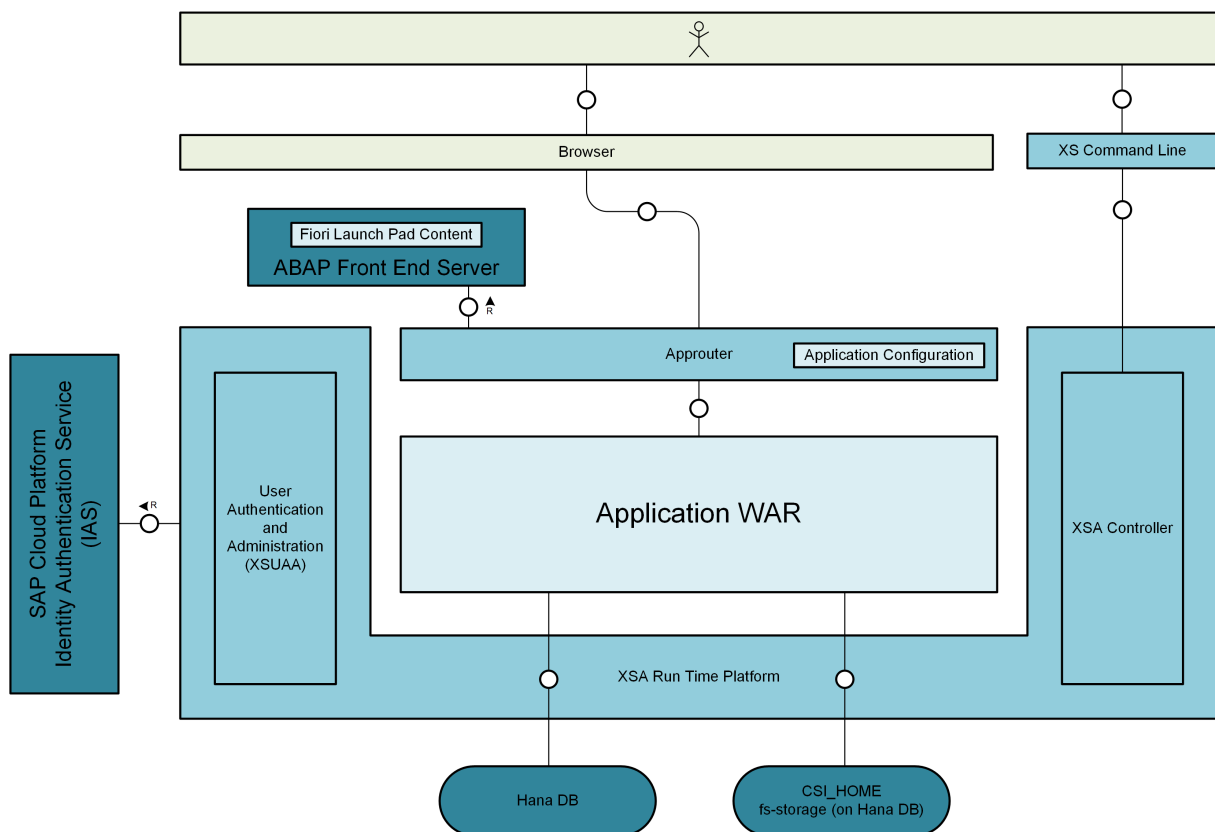 Browser
XS Command Line
Fiori Launch Pad Content
ABAP Front End Server
R
Approuter
Application Configuration
SAP Cloud Platform
Identity Authentication Service
(IAS)
R
User
Authentication
and
Administration
(XSUAA)
Application WAR
XSA Controller
XSA Run Time Platform
Hana DB
CSI_HOME
fs-storage (on Hana DB)